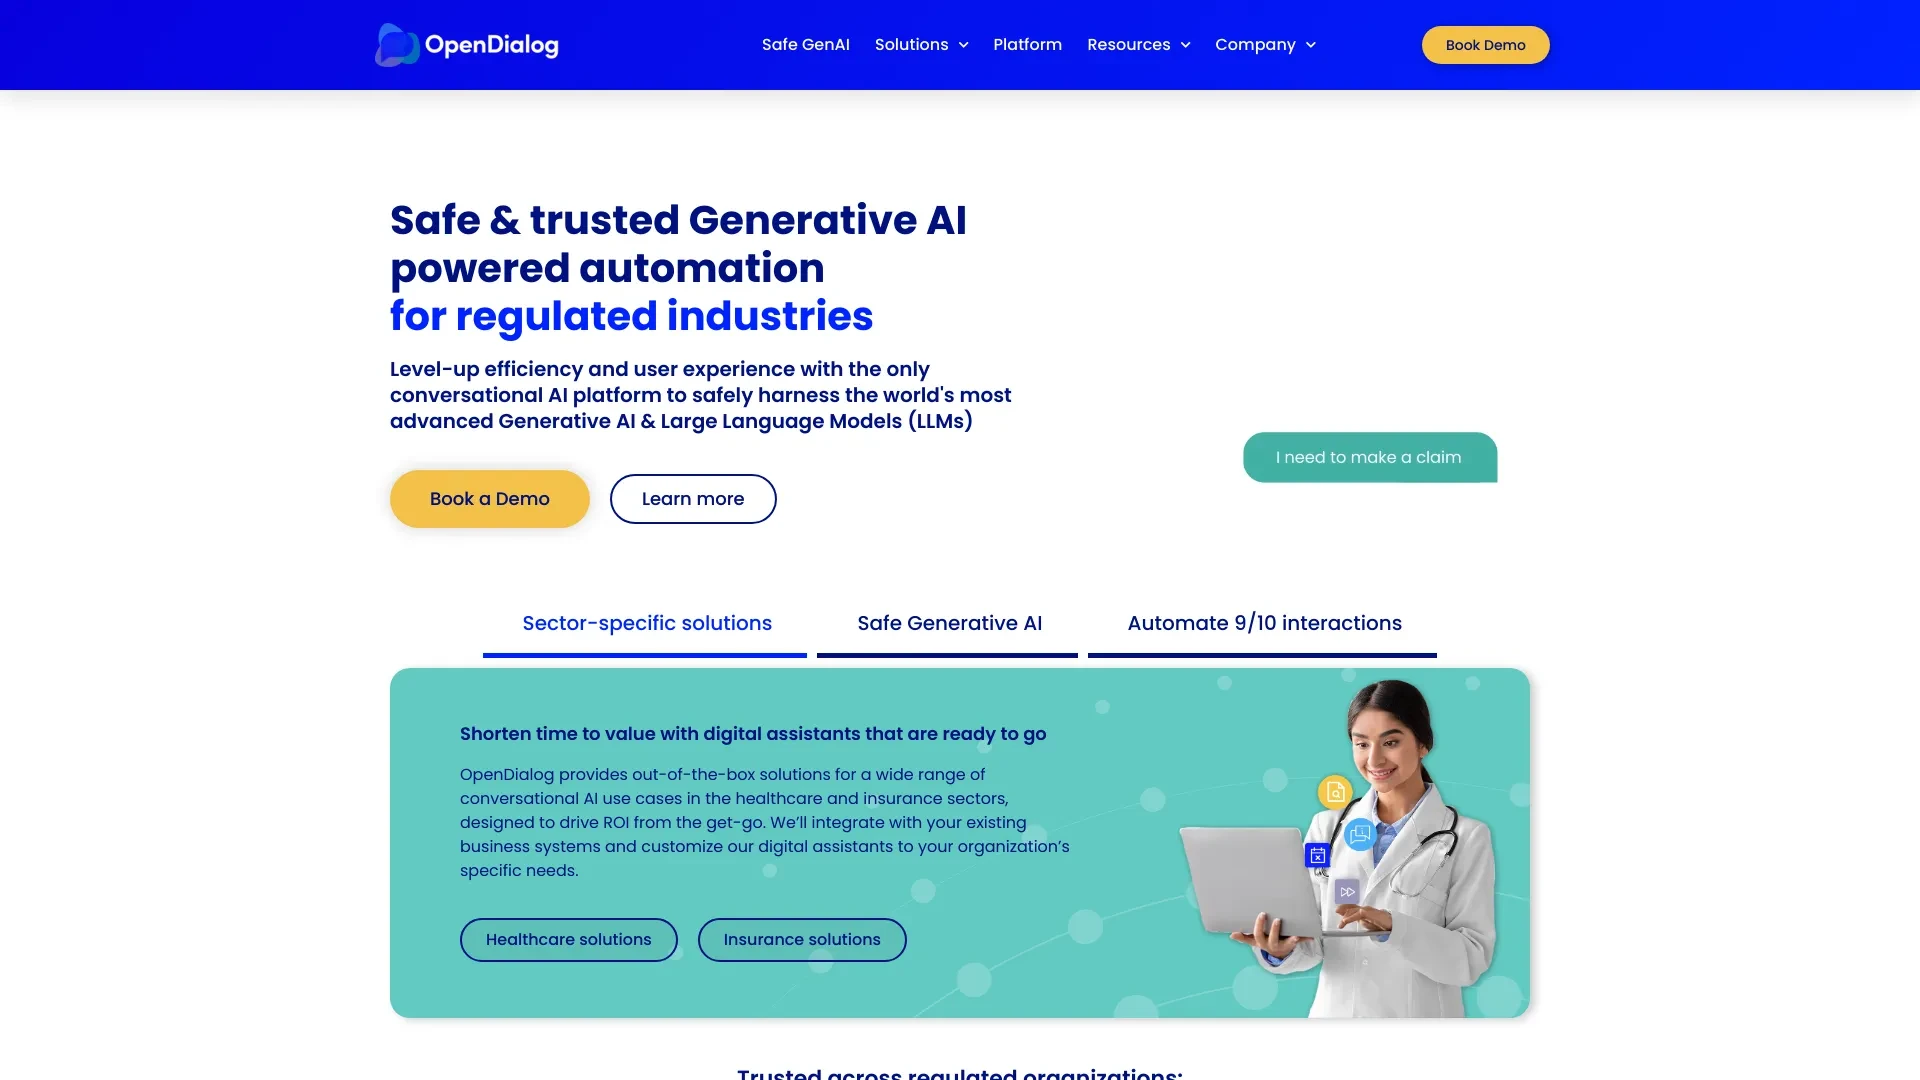 OpenDialog
Safe GenAI
Solutions
Platform
Resources
Company
Book Demo
Safe & trusted Generative AI
powered automation
for regulated industries
Level-up efficiency and user experience with the only
conversational AI platform to safely harness the world's most
advanced Generative AI & Large Language Models (LLMs)
I need to make a claim
Book a Demo
Learn more
Sector-specific solutions
Safe Generative AI
Automate 9/10 interactions
Shorten time to value with digital assistants that are ready to go
OpenDialog provides out-of-the-box solutions for a wide range of
conversational AI use cases in the healthcare and insurance sectors,
designed to drive ROI from the get-go. We’ll integrate with your existing
business systems and customize our digital assistants to your organization’s
specific needs.
Healthcare solutions
Insurance solutions
Trusted across regulated organizations: